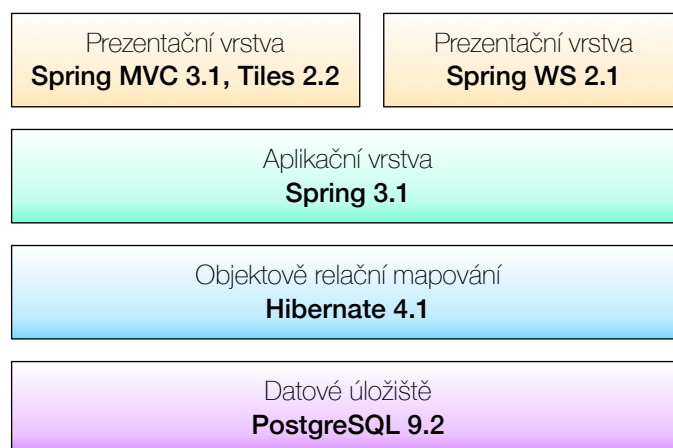 Prezentační vrstva
Spring MVC 3.1, Tiles 2.2
Prezentační vrstva
Spring WS 2.1
Aplikační vrstva
Spring 3.1
Objektově relační mapování
Hibernate 4.1
Datové úložiště
PostgreSQL 9.2